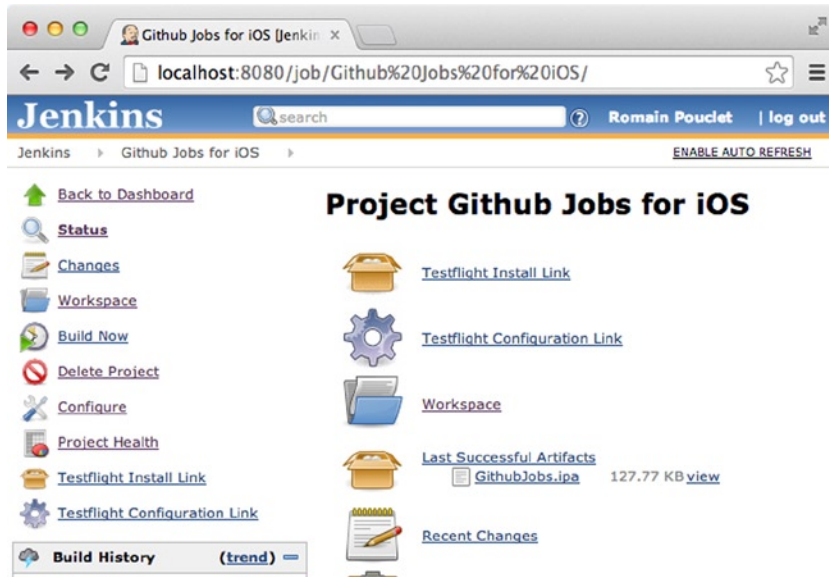 Github Jobs for iOS [Jenkin
localhost:8080/job/Github%20Jobs%20for%20iOS/
Jenkins
search
Romain Pouclet
| log out
Jenkins
Github Jobs for iOS
ENABLE AUTO REFRESH
Back to Dashboard
Status
Changes
Workspace
Build Now
Delete Project
Configure
Project Health
Testflight Install Link
Testflight Configuration Link
Build History (trend)
Project Github Jobs for iOS
Testflight Install Link
Testflight Configuration Link
Workspace
Last Successful Artifacts
GithubJobs.ipa 127.77 KB view
Recent Changes